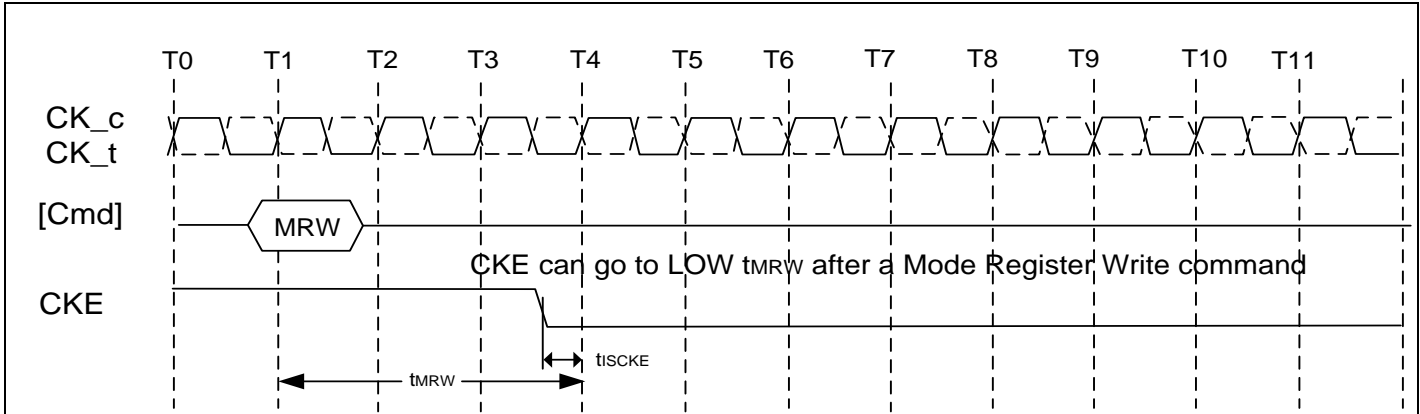 T0 T1 T2 T3 T4 T5 T6 T7 T8 T9 T10 T11
CK_c
CK_t
[Cmd]
MRW
CKE can go to LOW tMRW after a Mode Register Write command
CKE
tISCKE
tMRW